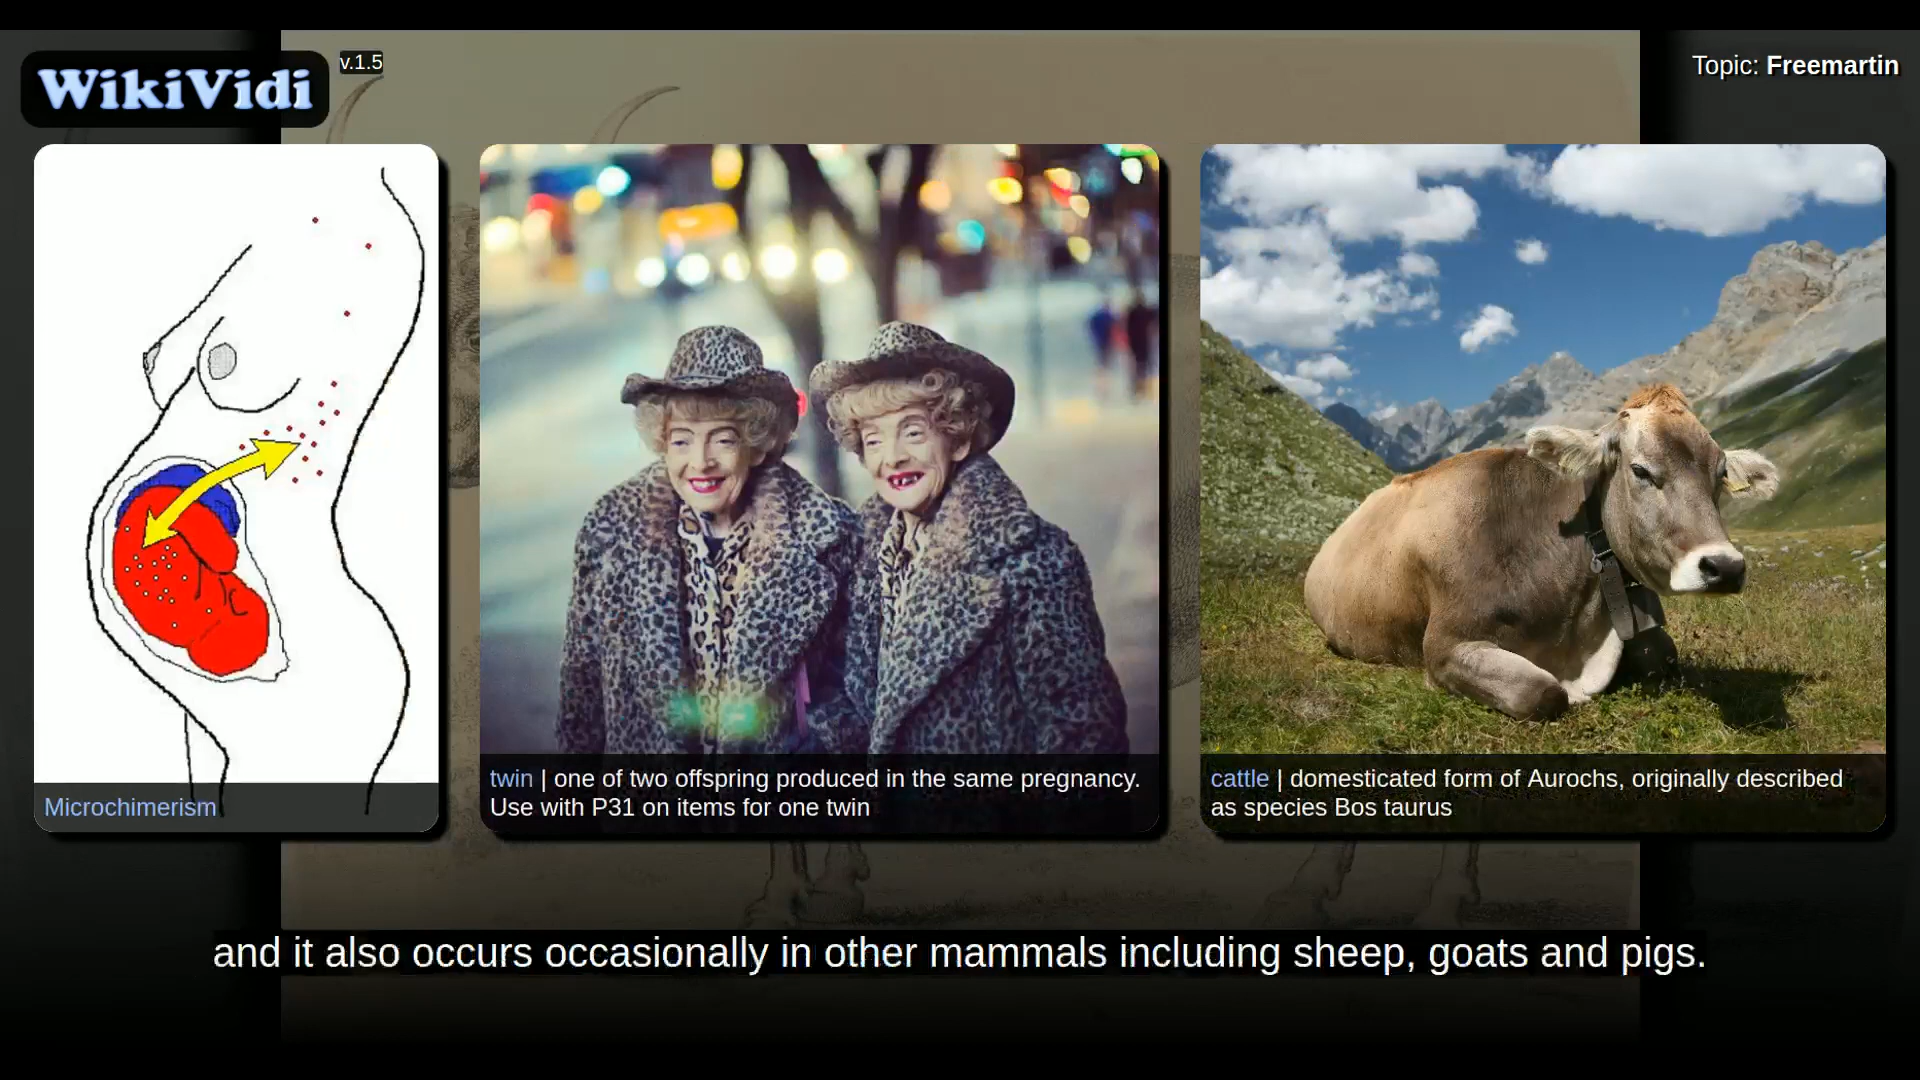 WikiVidi
v.1.5
Topic: Freemartin
Microchimerism
twin | one of two offspring produced in the same pregnancy.
Use with P31 on items for one twin
cattle | domesticated form of Aurochs, originally described
as species Bos taurus
and it also occurs occasionally in other mammals including sheep, goats and pigs.